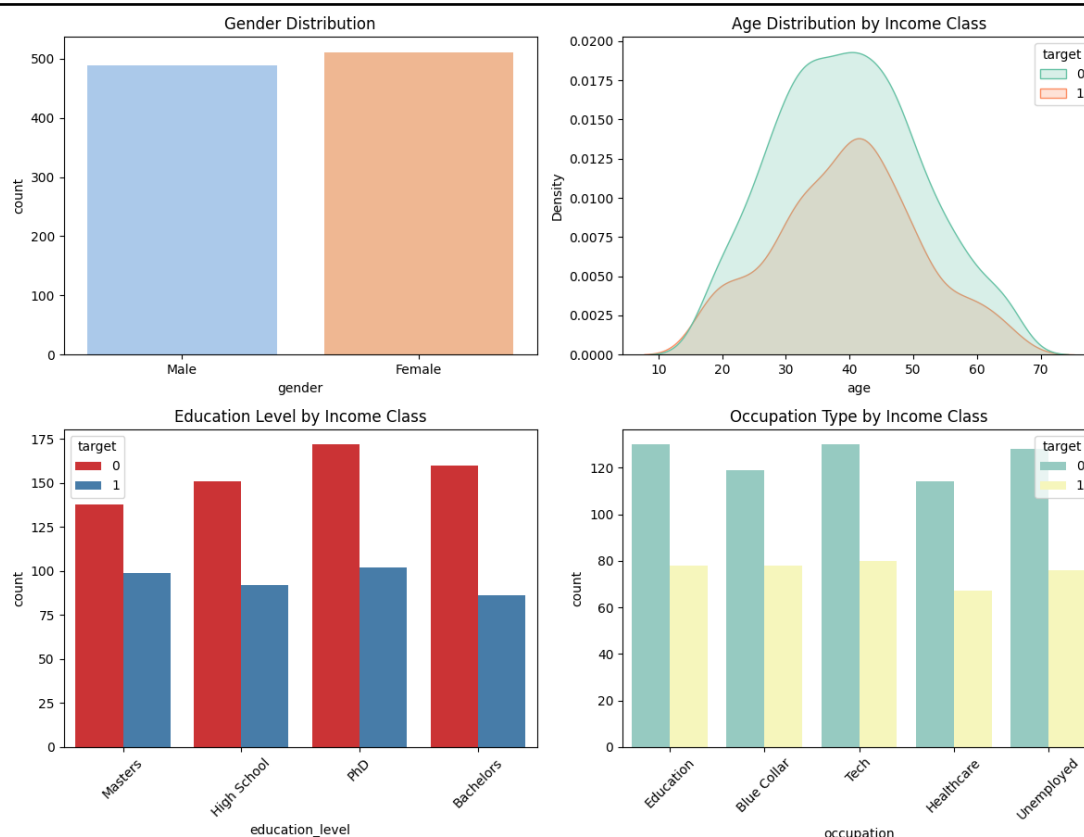 Gender Distribution
500
400
300
200
100
0
count
Male
Female
gender
Age Distribution by Income Class
0.0200
0.0175
0.0150
0.0125
0.0100
0.0075
0.0050
0.0025
0.0000
Density
10
20
30
40
50
60
70
age
target
0
1
Education Level by Income Class
target
0
1
175
150
125
100
75
50
25
0
count
Masters
High School
PhD
Bachelors
education_level
Occupation Type by Income Class
target
0
1
120
100
80
60
40
20
0
count
Education
Blue Collar
Tech
Healthcare
Unemployed
occupation